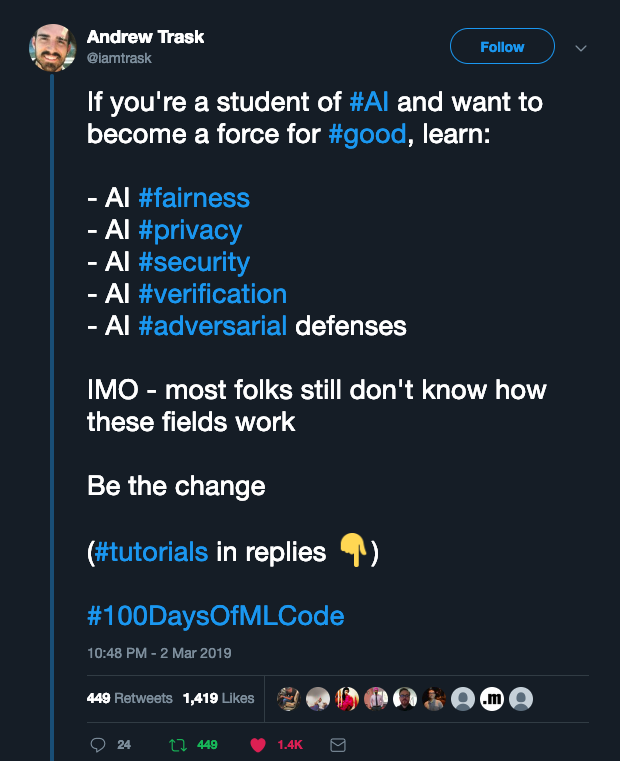 Andrew Trask
@iamtrask
Follow
If you're a student of #AI and want to
become a force for #good, learn:
- AI #fairness
- AI #privacy
- AI #security
- AI #verification
- AI #adversarial defenses
IMO - most folks still don't know how
these fields work
Be the change
(#tutorials in replies 👇)
#100DaysOfMLCode
10:48 PM - 2 Mar 2019
449 Retweets 1,419 Likes
.m
24 449 1.4K